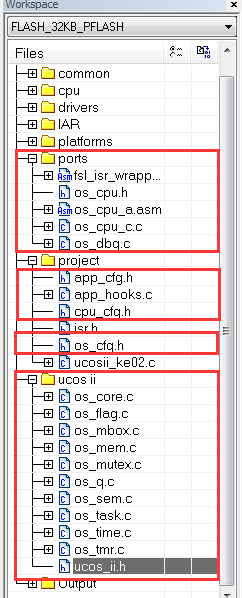 Workspace
FLASH_32KB_PFLASH
Files
common
cpu
drivers
IAR
platforms
ports
fsl_isr_wrapp...
os_cpu.h
os_cpu_a.asm
os_cpu_c.c
os_dbg.c
project
app_cfg.h
app_hooks.c
cpu_cfg.h
isr.h
os_cfg.h
ucosii_ke02.c
ucos ii
os_core.c
os_flag.c
os_mbox.c
os_mem.c
os_mutex.c
os_q.c
os_sem.c
os_task.c
os_time.c
os_tmr.c
ucos_ii.h
Output